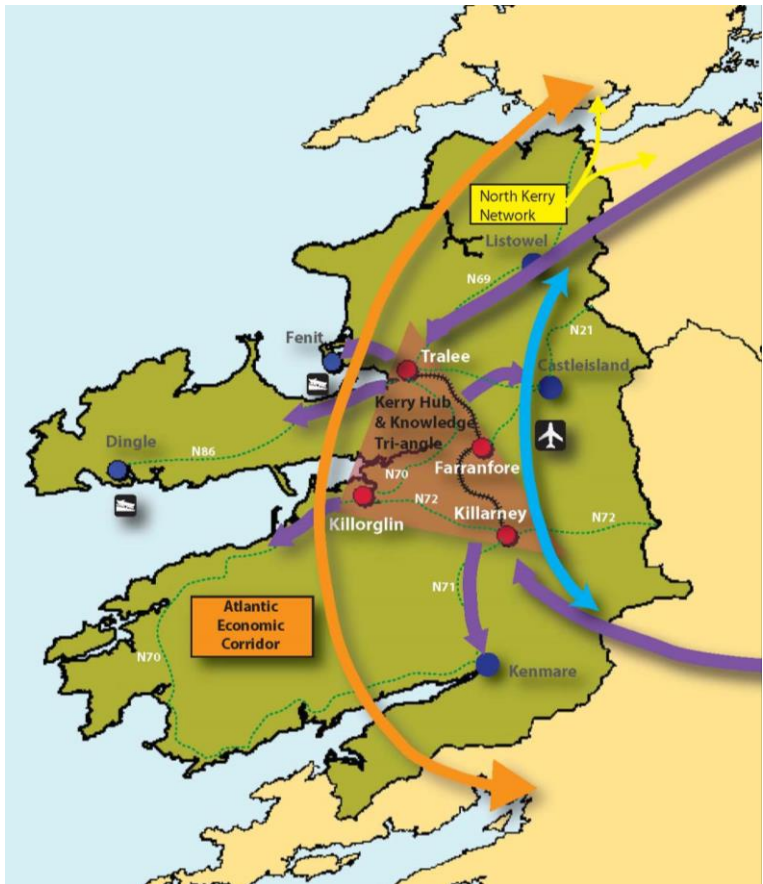 North Kerry
Network
Listowel
N69
N21
Fenit
Tralee
Castleisland
Kerry Hub
& Knowledge
Tri-angle
Dingle
N86
Farranfore
N70
N72
Killorglin
Killarney
N72
N71
Atlantic
Economic
Corridor
N70
Kenmare